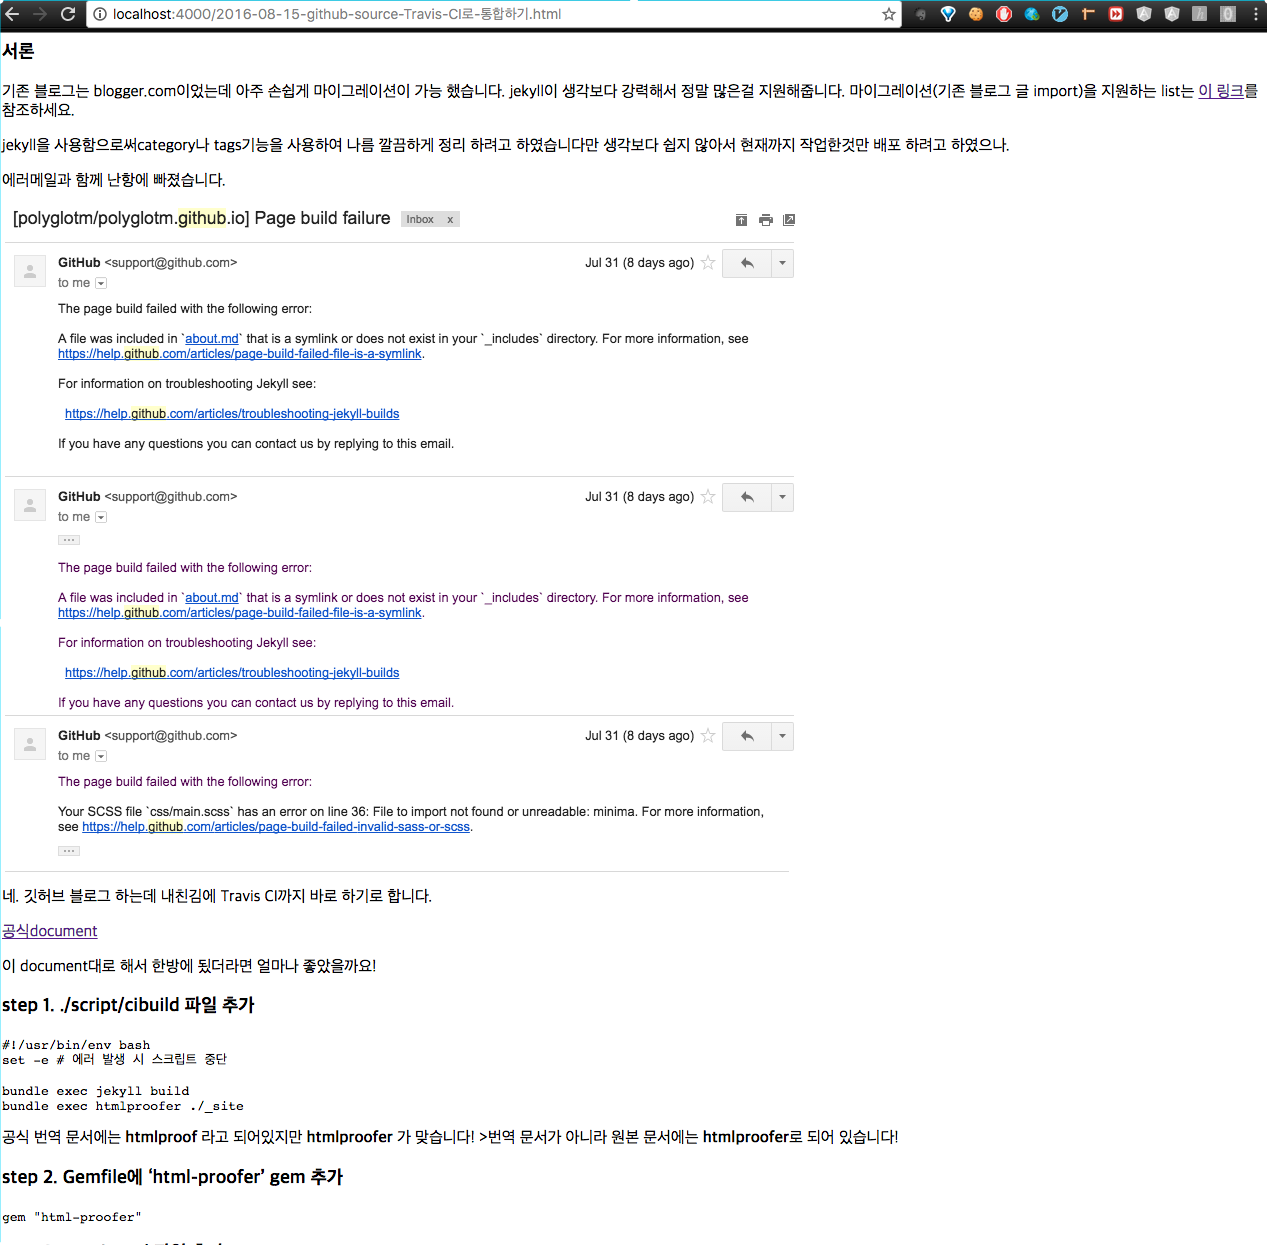 localhost:4000/2016-08-15-github-source-Travis-CI로-통합하기.html
서론
기존 블로그는 blogger.com이었는데 아주 손쉽게 마이그레이션이 가능 했습니다. jekyll이 생각보다 강력해서 정말 많은걸 지원해줍니다. 마이그레이션(기존 블로그 글 import)을 지원하는 list는 이 링크를
참조하세요.
jekyll을 사용함으로써category나 tags기능을 사용하여 나름 깔끔하게 정리 하려고 하였습니다만 생각보다 쉽지 않아서 현재까지 작업한것만 배포 하려고 하였으나.
에러메일과 함께 난항에 빠졌습니다.
[polyglotm/polyglotm.github.io] Page build failure Inbox x
GitHub <support@github.com> Jul 31 (8 days ago)
to me
The page build failed with the following error:
A file was included in `about.md` that is a symlink or does not exist in your `_includes` directory. For more information, see
https://help.github.com/articles/page-build-failed-file-is-a-symlink.
For information on troubleshooting Jekyll see:
https://help.github.com/articles/troubleshooting-jekyll-builds
If you have any questions you can contact us by replying to this email.
GitHub <support@github.com> Jul 31 (8 days ago)
to me
The page build failed with the following error:
A file was included in `about.md` that is a symlink or does not exist in your `_includes` directory. For more information, see
https://help.github.com/articles/page-build-failed-file-is-a-symlink.
For information on troubleshooting Jekyll see:
https://help.github.com/articles/troubleshooting-jekyll-builds
If you have any questions you can contact us by replying to this email.
GitHub <support@github.com> Jul 31 (8 days ago)
to me
The page build failed with the following error:
Your SCSS file `css/main.scss` has an error on line 36: File to import not found or unreadable: minima. For more information,
see https://help.github.com/articles/page-build-failed-invalid-sass-or-scss.
네. 깃허브 블로그 하는데 내친김에 Travis CI까지 바로 하기로 합니다.
공식document
이 document대로 해서 한방에 됬더라면 얼마나 좋았을까요!
step 1. ./script/cibuild 파일 추가
#!/usr/bin/env bash
set -e # 에러 발생 시 스크립트 중단
bundle exec jekyll build
bundle exec htmlproofer ./_site
공식 번역 문서에는 htmlproof 라고 되어있지만 htmlproofer 가 맞습니다! >번역 문서가 아니라 원본 문서에는 htmlproofer로 되어 있습니다!
step 2. Gemfile에 ‘html-proofer’ gem 추가
gem "html-proofer"